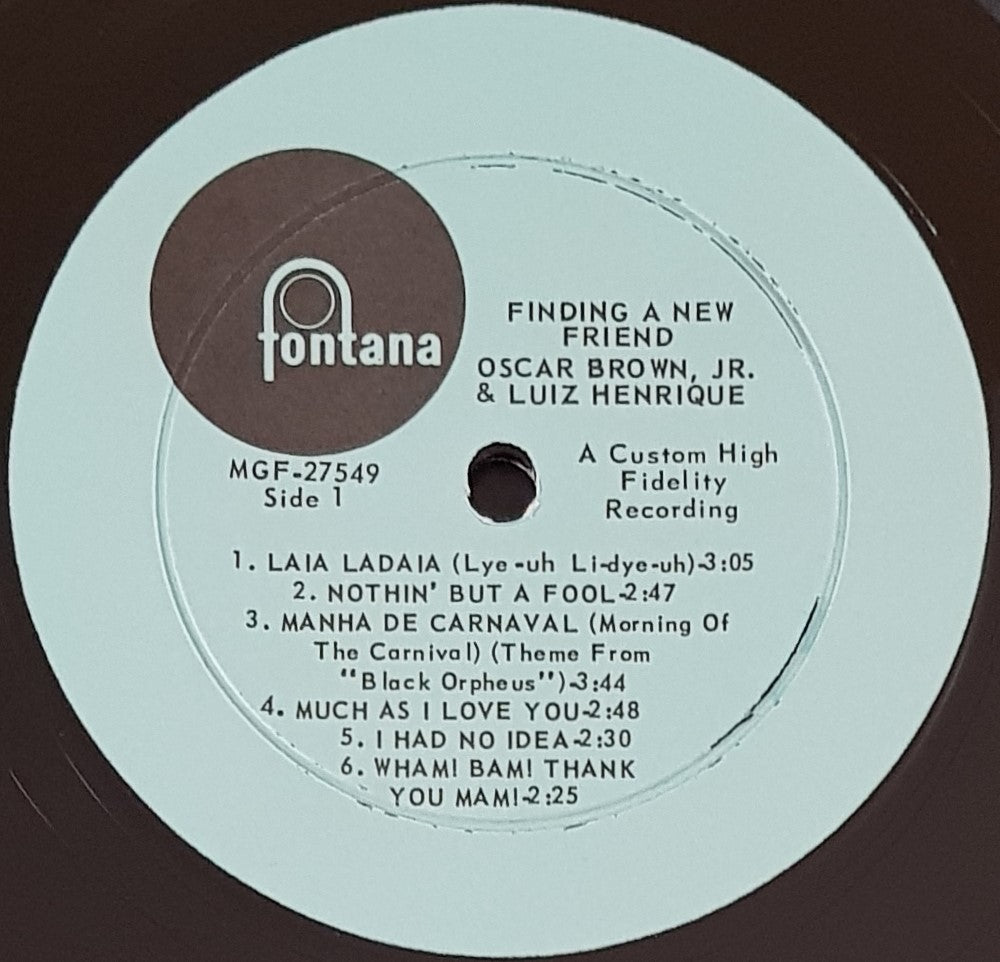 fontana
FINDING A NEW
FRIEND
OSCAR BROWN, JR.
& LUIZ HENRIQUE
MGF-27549
Side 1
A Custom High
Fidelity
Recording
1. LAIA LADAIA (Lye-uh Li-dye-uh)-3:05
2. NOTHIN' BUT A FOOL-2:47
3. MANHA DE CARNAVAL (Morning Of
The Carnival) (Theme From
"Black Orpheus")-3:44
4. MUCH AS I LOVE YOU-2:48
5. I HAD NO IDEA-2:30
6. WHAM! BAM! THANK
YOU MAM!-2:25